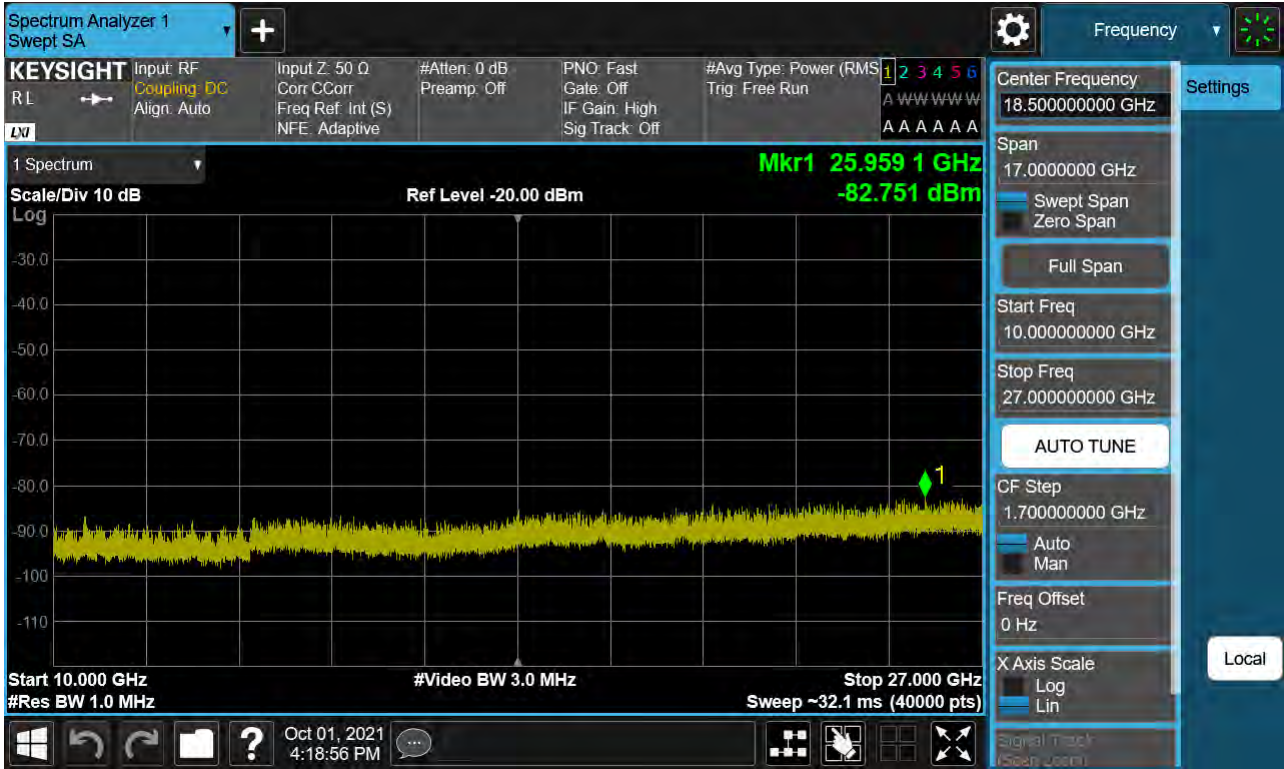 Spectrum Analyzer 1
Swept SA
+
Frequency
KEYSIGHT
RL
LXI
Input: RF
Coupling: DC
Align: Auto
Input Z: 50 Ω
Corr CCorr
Freq Ref: Int (S)
NFE: Adaptive
#Atten: 0 dB
Preamp: Off
PNO: Fast
Gate: Off
IF Gain: High
Sig Track: Off
#Avg Type: Power (RMS
Trig: Free Run
1 2 3 4 5 6
A W W W W W
A A A A A A
1 Spectrum
Mkr1 25.959 1 GHz
Scale/Div 10 dB
Ref Level -20.00 dBm
-82.751 dBm
Log
-30.0
-40.0
-50.0
-60.0
-70.0
-80.0
-90.0
-100
-110
1
Start 10.000 GHz
#Video BW 3.0 MHz
Stop 27.000 GHz
#Res BW 1.0 MHz
Sweep ~32.1 ms (40000 pts)
Center Frequency
18.500000000 GHz
Settings
Span
17.0000000 GHz
Swept Span
Zero Span
Full Span
Start Freq
10.000000000 GHz
Stop Freq
27.000000000 GHz
AUTO TUNE
CF Step
1.700000000 GHz
Auto
Man
Freq Offset
0 Hz
X Axis Scale
Log
Lin
Local
Signal Track
(Span Zoom)
?
Oct 01, 2021
4:18:56 PM